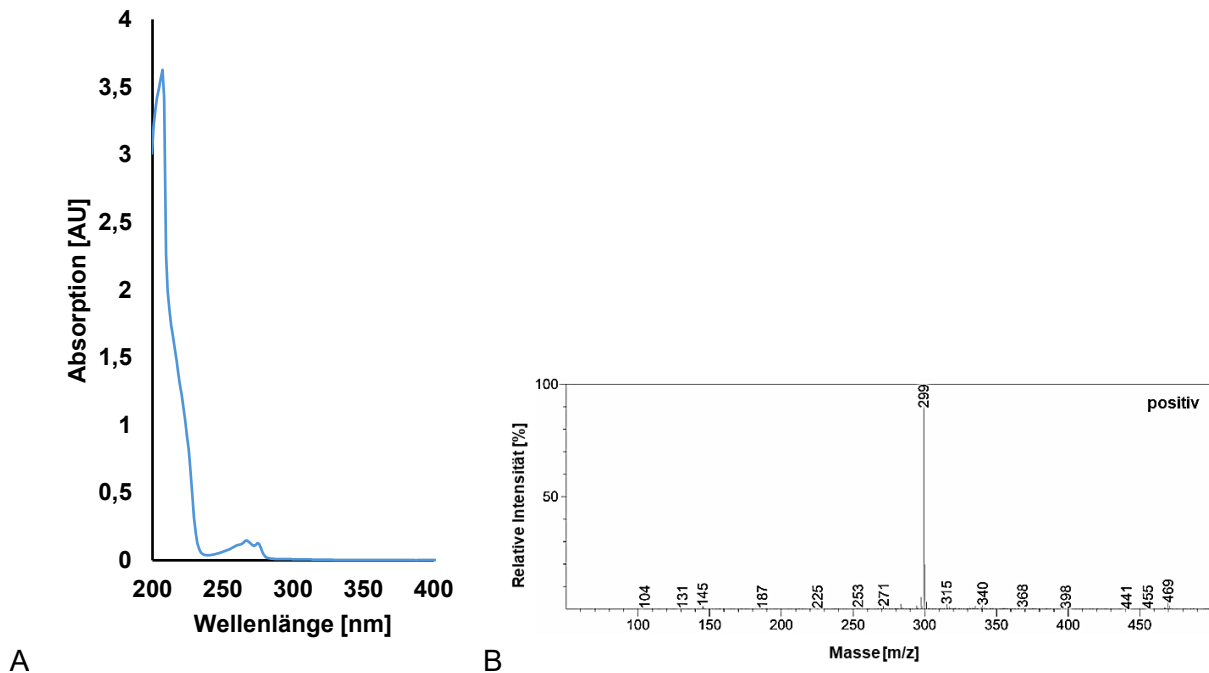 4
3,5
3
2,5
2
1,5
1
0,5
0
Absorption [AU]
200 250 300 350 400
Wellenlänge [nm]
A
100
50
Relative Intensität [%]
positiv
104 131 145 187 225 253 271 299 315 340 368 398 441 455 469
100 150 200 250 300 350 400 450
Masse [m/z]
B